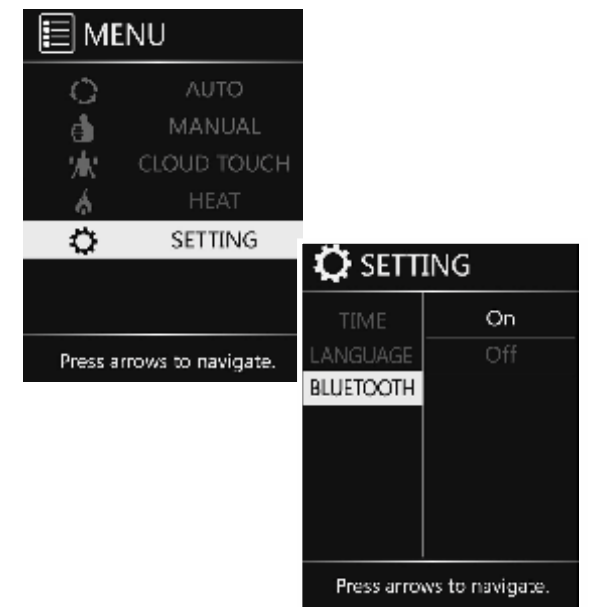 MENU
AUTO
MANUAL
CLOUD TOUCH
HEAT
SETTING
Press arrows to navigate.
SETTING
TIME On
LANGUAGE Off
BLUETOOTH
Press arrows to navigate.